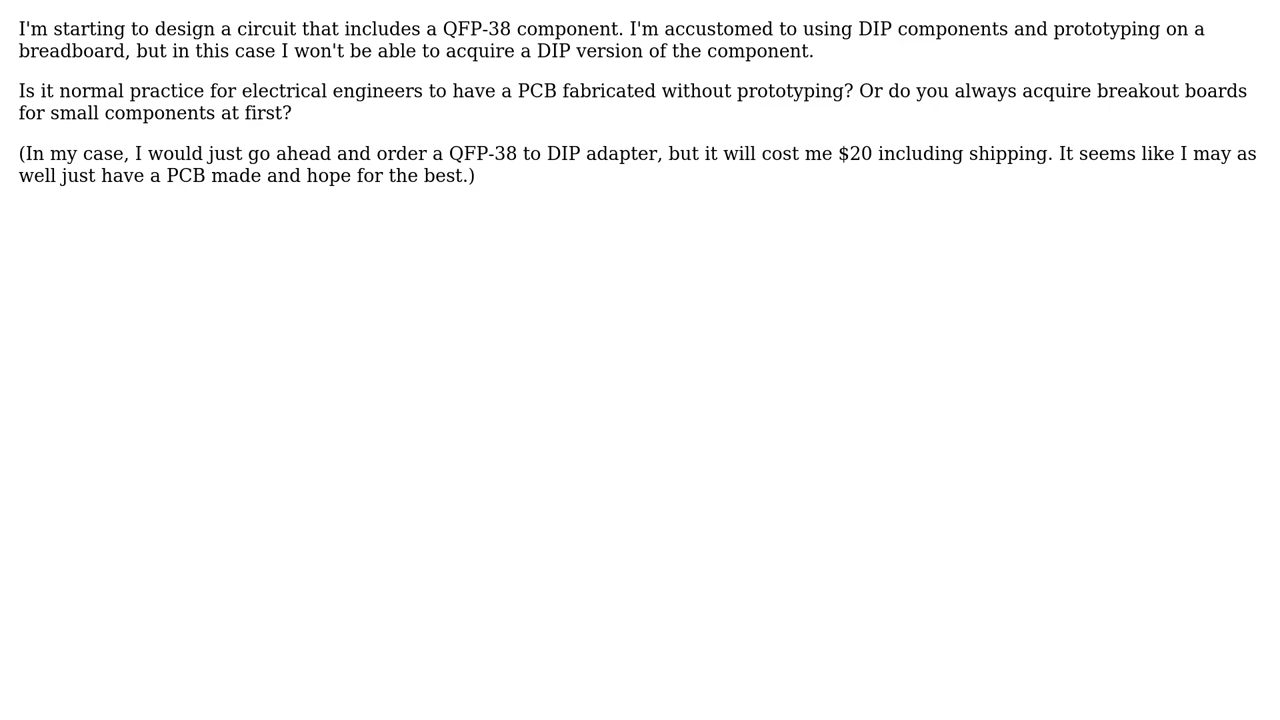 I'm starting to design a circuit that includes a QFP-38 component. I'm accustomed to using DIP components and prototyping on a
breadboard, but in this case I won't be able to acquire a DIP version of the component.
Is it normal practice for electrical engineers to have a PCB fabricated without prototyping? Or do you always acquire breakout boards
for small components at first?
(In my case, I would just go ahead and order a QFP-38 to DIP adapter, but it will cost me $20 including shipping. It seems like I may as
well just have a PCB made and hope for the best.)